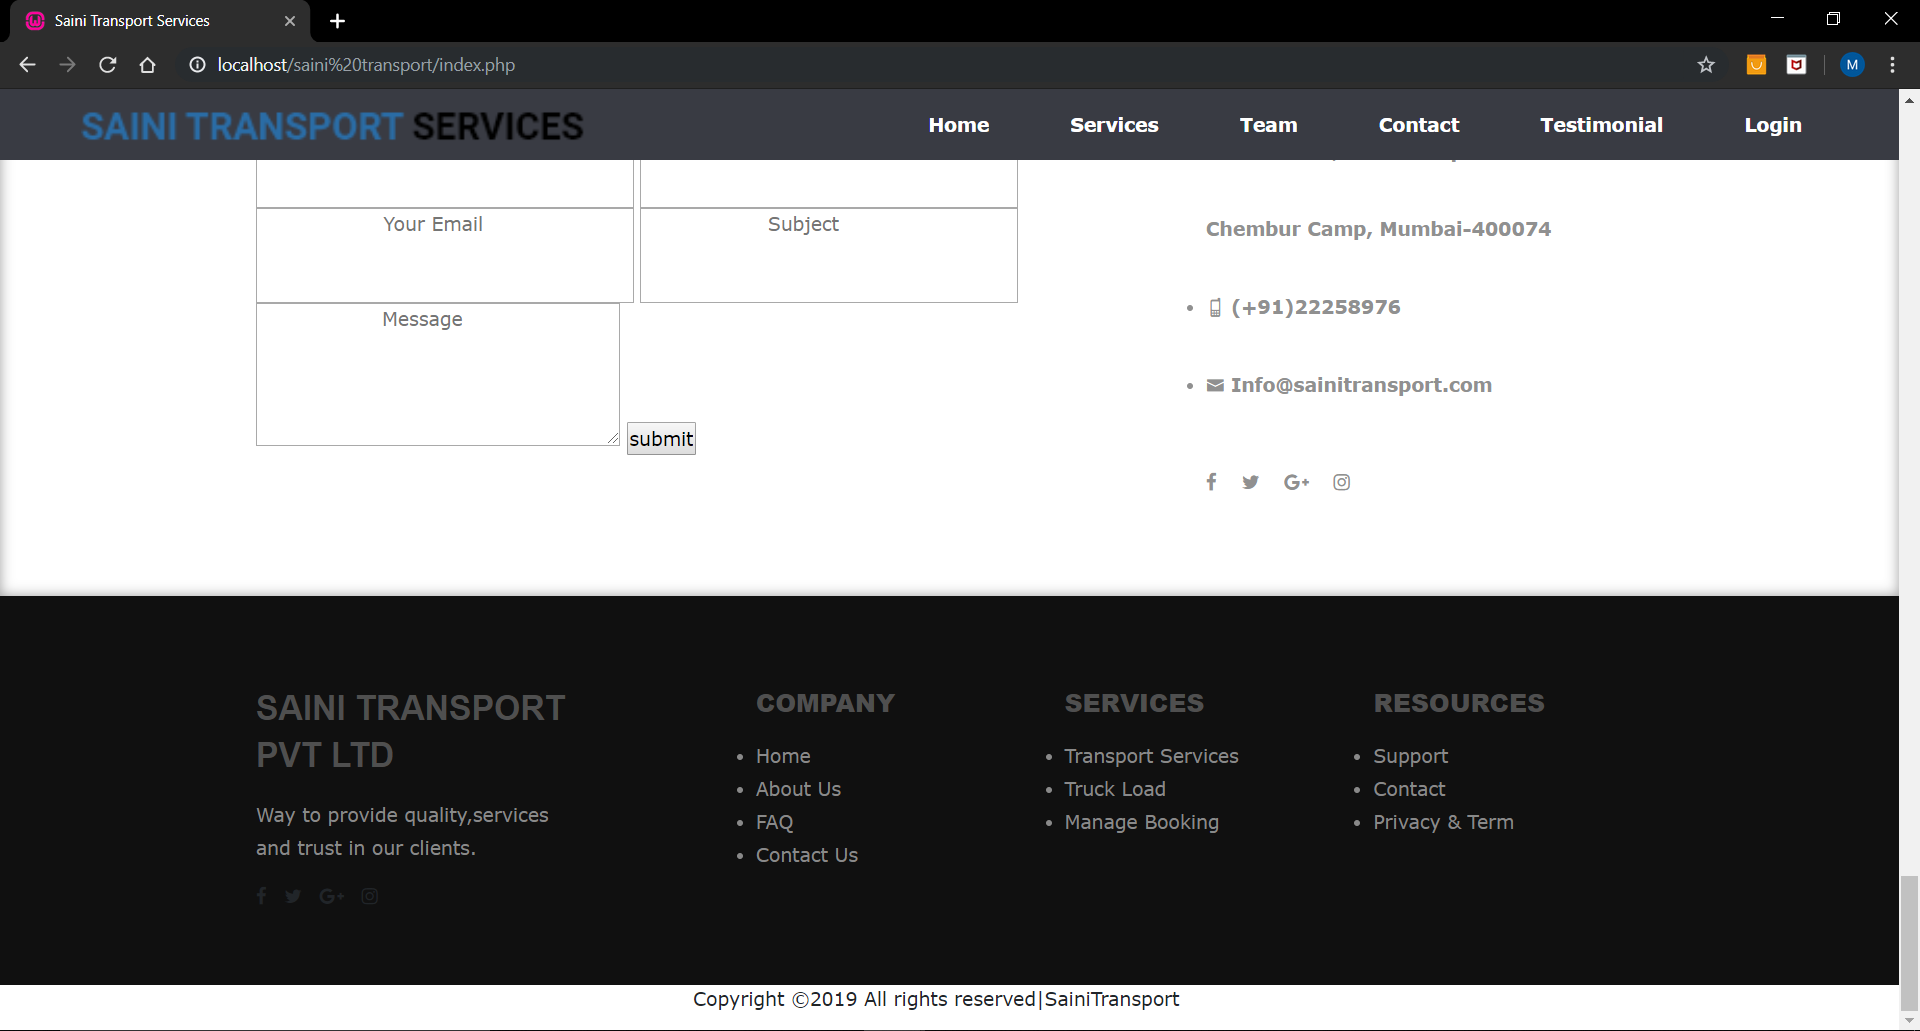 Saini Transport Services
localhost/saini%20transport/index.php
M
SAINI TRANSPORT SERVICES
Home
Services
Team
Contact
Testimonial
Login
Your Email
Subject
Message
submit
Chembur Camp, Mumbai-400074
(+91)22258976
Info@sainitransport.com
SAINI TRANSPORT
PVT LTD
Way to provide quality,services
and trust in our clients.
COMPANY
Home
About Us
FAQ
Contact Us
SERVICES
Transport Services
Truck Load
Manage Booking
RESOURCES
Support
Contact
Privacy & Term
Copyright ©2019 All rights reserved|SainiTransport